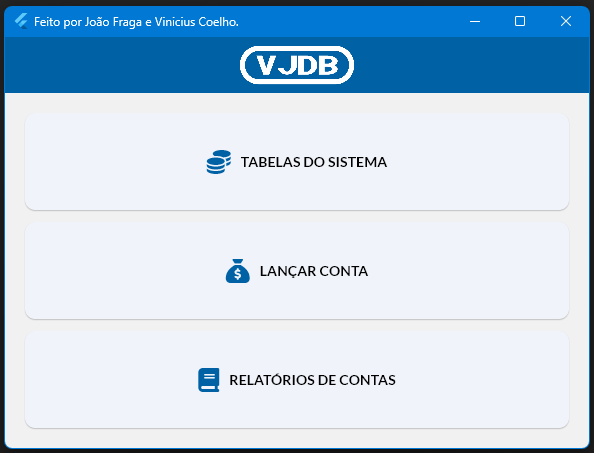 Feito por João Fraga e Vinicius Coelho.
VJDB
TABELAS DO SISTEMA
LANÇAR CONTA
RELATÓRIOS DE CONTAS